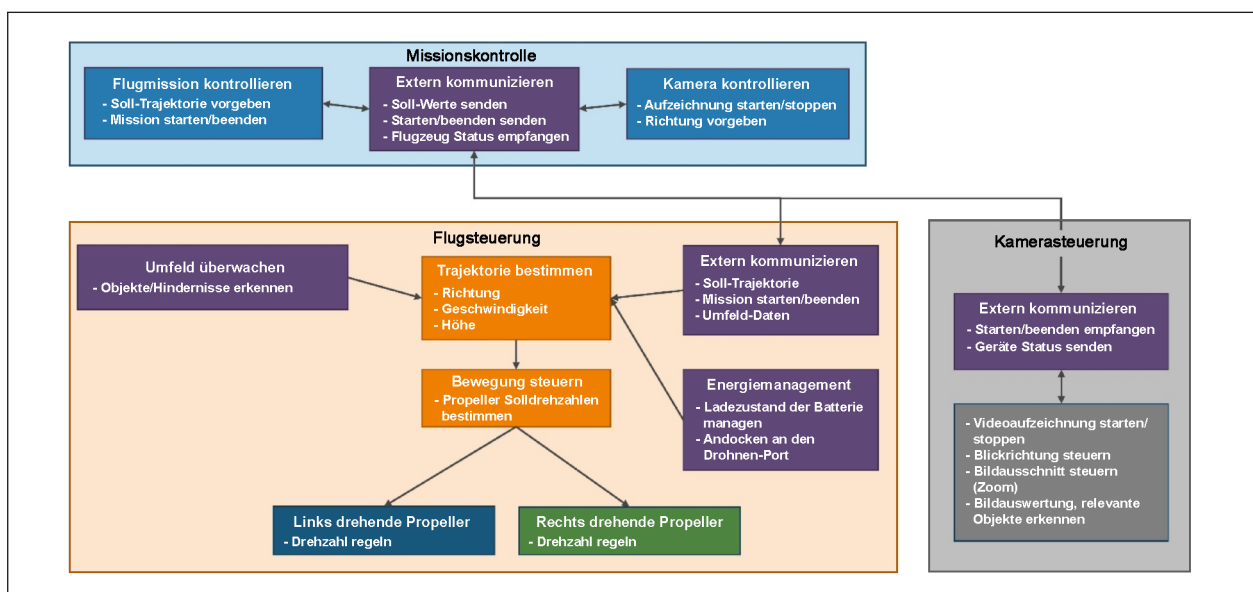 Missionskontrolle
Flugmission kontrollieren
- Soll-Trajektorie vorgeben
- Mission starten/beenden
Extern kommunizieren
- Soll-Werte senden
- Starten/beenden senden
- Flugzeug Status empfangen
Kamera kontrollieren
- Aufzeichnung starten/stoppen
- Richtung vorgeben
Flugsteuerung
Umfeld überwachen
- Objekte/Hindernisse erkennen
Trajektorie bestimmen
- Richtung
- Geschwindigkeit
- Höhe
Extern kommunizieren
- Soll-Trajektorie
- Mission starten/beenden
- Umfeld-Daten
Bewegung steuern
- Propeller Solldrehzahlen
bestimmen
Energiemanagement
- Ladezustand der Batterie
managen
- Andocken an den
Drohnen-Port
Links drehende Propeller
- Drehzahl regeln
Rechts drehende Propeller
- Drehzahl regeln
Kamerasteuerung
Extern kommunizieren
- Starten/beenden empfangen
- Geräte Status senden
- Videoaufzeichnung starten/
stoppen
- Blickrichtung steuern
- Bildausschnitt steuern
(Zoom)
- Bildauswertung, relevante
Objekte erkennen